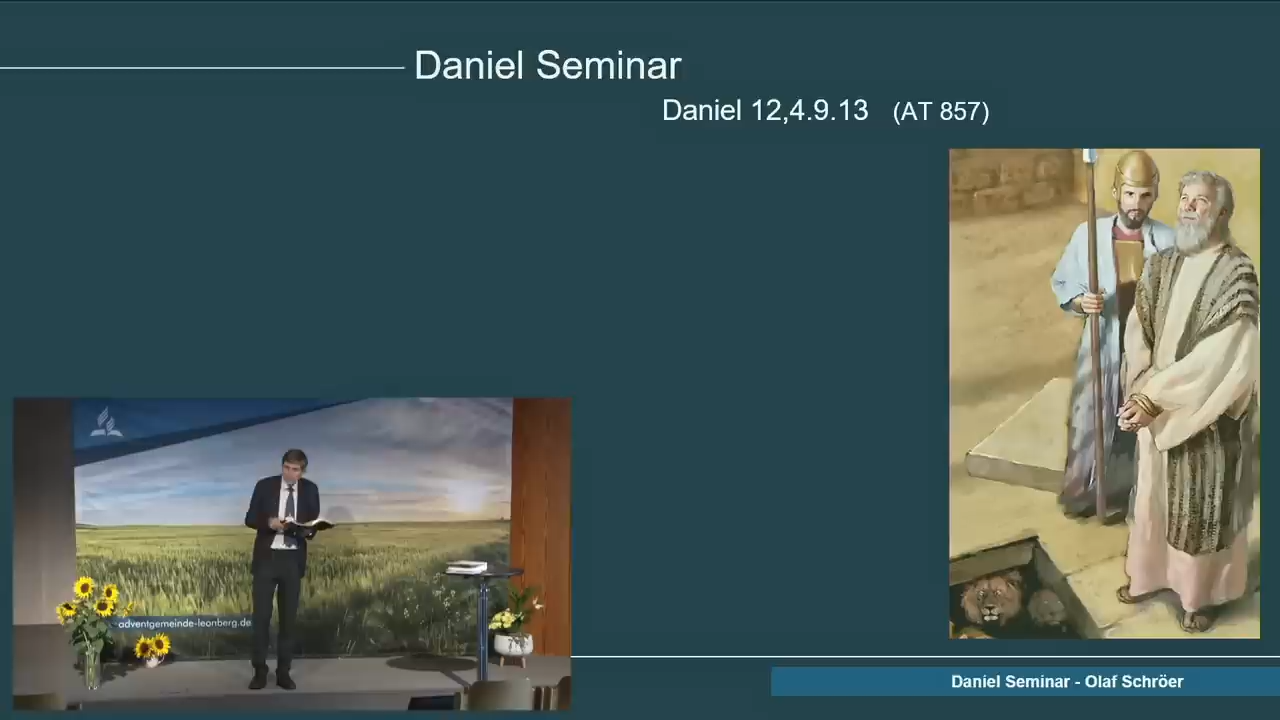 Daniel Seminar
Daniel 12,4.9.13 (AT 857)
adventgemeinde-leonberg.de
Daniel Seminar - Olaf Schröer